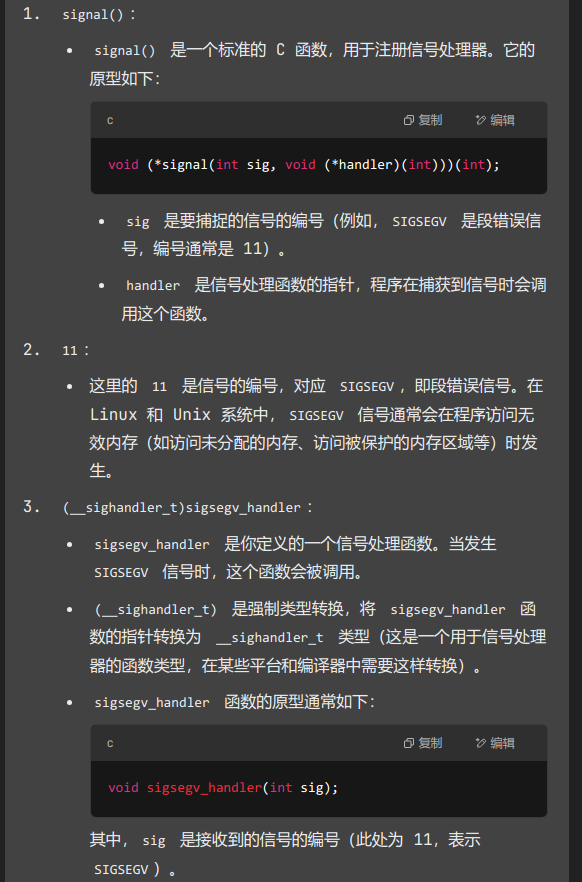 1. signal()：
• signal() 是一个标准的 C 函数，用于注册信号处理器。它的
原型如下：
c 复制 编辑
void (*signal(int sig, void (*handler)(int)))(int);
• sig 是要捕捉的信号的编号（例如， SIGSEGV 是段错误信
号，编号通常是 11）。
• handler 是信号处理函数的指针，程序在捕获到信号时会调
用这个函数。
2. 11：
• 这里的 11 是信号的编号，对应 SIGSEGV，即段错误信号。在
Linux 和 Unix 系统中， SIGSEGV 信号通常会在程序访问无
效内存（如访问未分配的内存、访问被保护的内存区域等）时发
生。
3. (__sighandler_t)sigsegv_handler：
• sigsegv_handler 是你定义的一个信号处理函数。当发生
SIGSEGV 信号时，这个函数会被调用。
• (__sighandler_t) 是强制类型转换，将 sigsegv_handler 函
数的指针转换为 __sighandler_t 类型（这是一个用于信号处理
器的函数类型，在某些平台和编译器中需要这样转换）。
• sigsegv_handler 函数的原型通常如下：
c 复制 编辑
void sigsegv_handler(int sig);
其中， sig 是接收到的信号的编号（此处为 11，表示
SIGSEGV）。